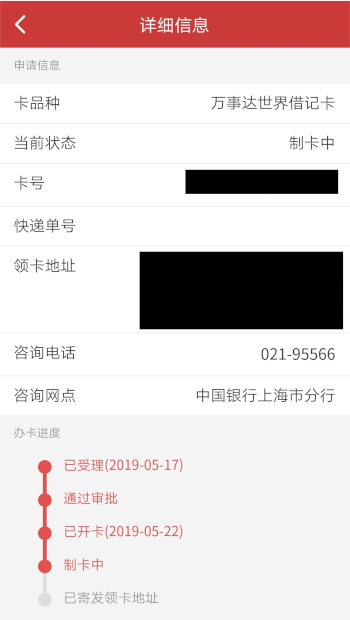 详细信息
申请信息
卡品种 万事达世界借记卡
当前状态 制卡中
卡号
快递单号
领卡地址
咨询电话 021-95566
咨询网点 中国银行上海市分行
办卡进度
已受理(2019-05-17)
通过审批
已开卡(2019-05-22)
制卡中
已寄发领卡地址